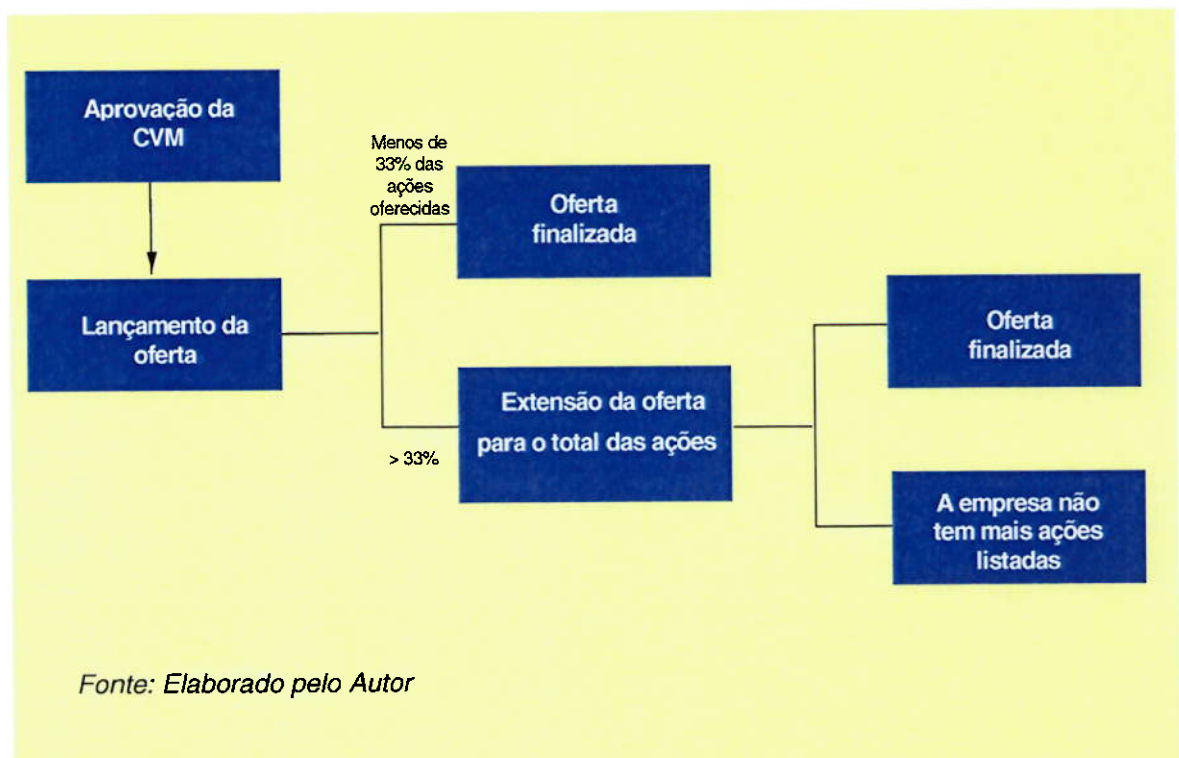 Aprovação da
CVM
Menos de
33% das
ações
oferecidas
Oferta
finalizada
Lançamento da
oferta
Oferta
finalizada
Extensão da oferta
para o total das ações
> 33%
A empresa não
tem mais ações
listadas
Fonte: Elaborado pelo Autor